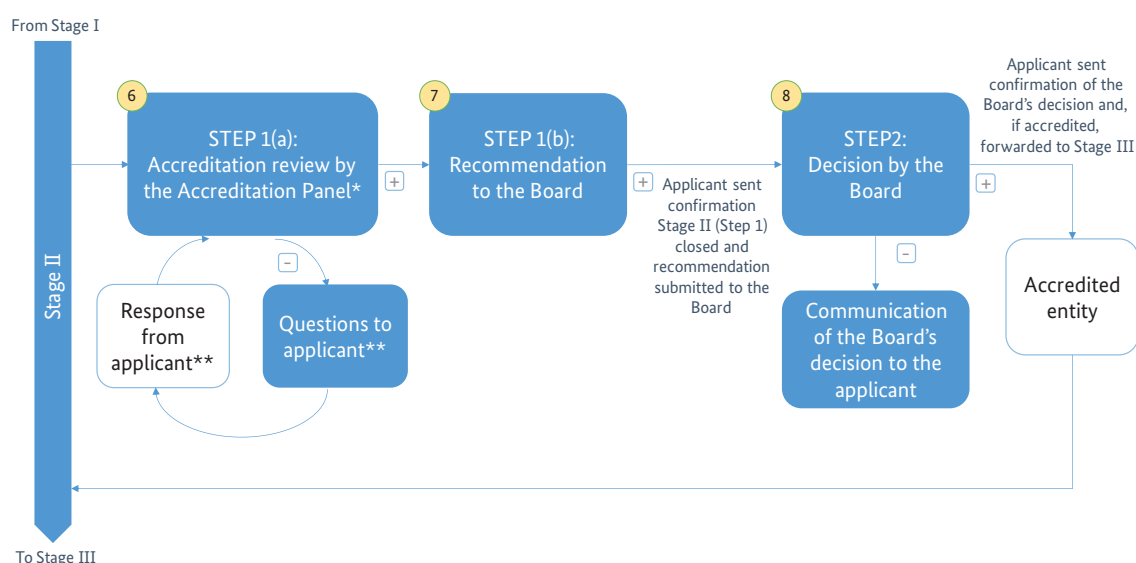 From Stage I
Stage II
6
STEP 1(a):
Accreditation review by
the Accreditation Panel*
+
-
Response
from
applicant**
Questions to
applicant**
7
STEP 1(b):
Recommendation
to the Board
+
Applicant sent
confirmation
Stage II (Step 1)
closed and
recommendation
submitted to the
Board
8
STEP2:
Decision by the
Board
+
-
Communication
of the Board's
decision to the
applicant
Applicant sent
confirmation of the
Board's decision and,
if accredited,
forwarded to Stage III
Accredited
entity
To Stage III